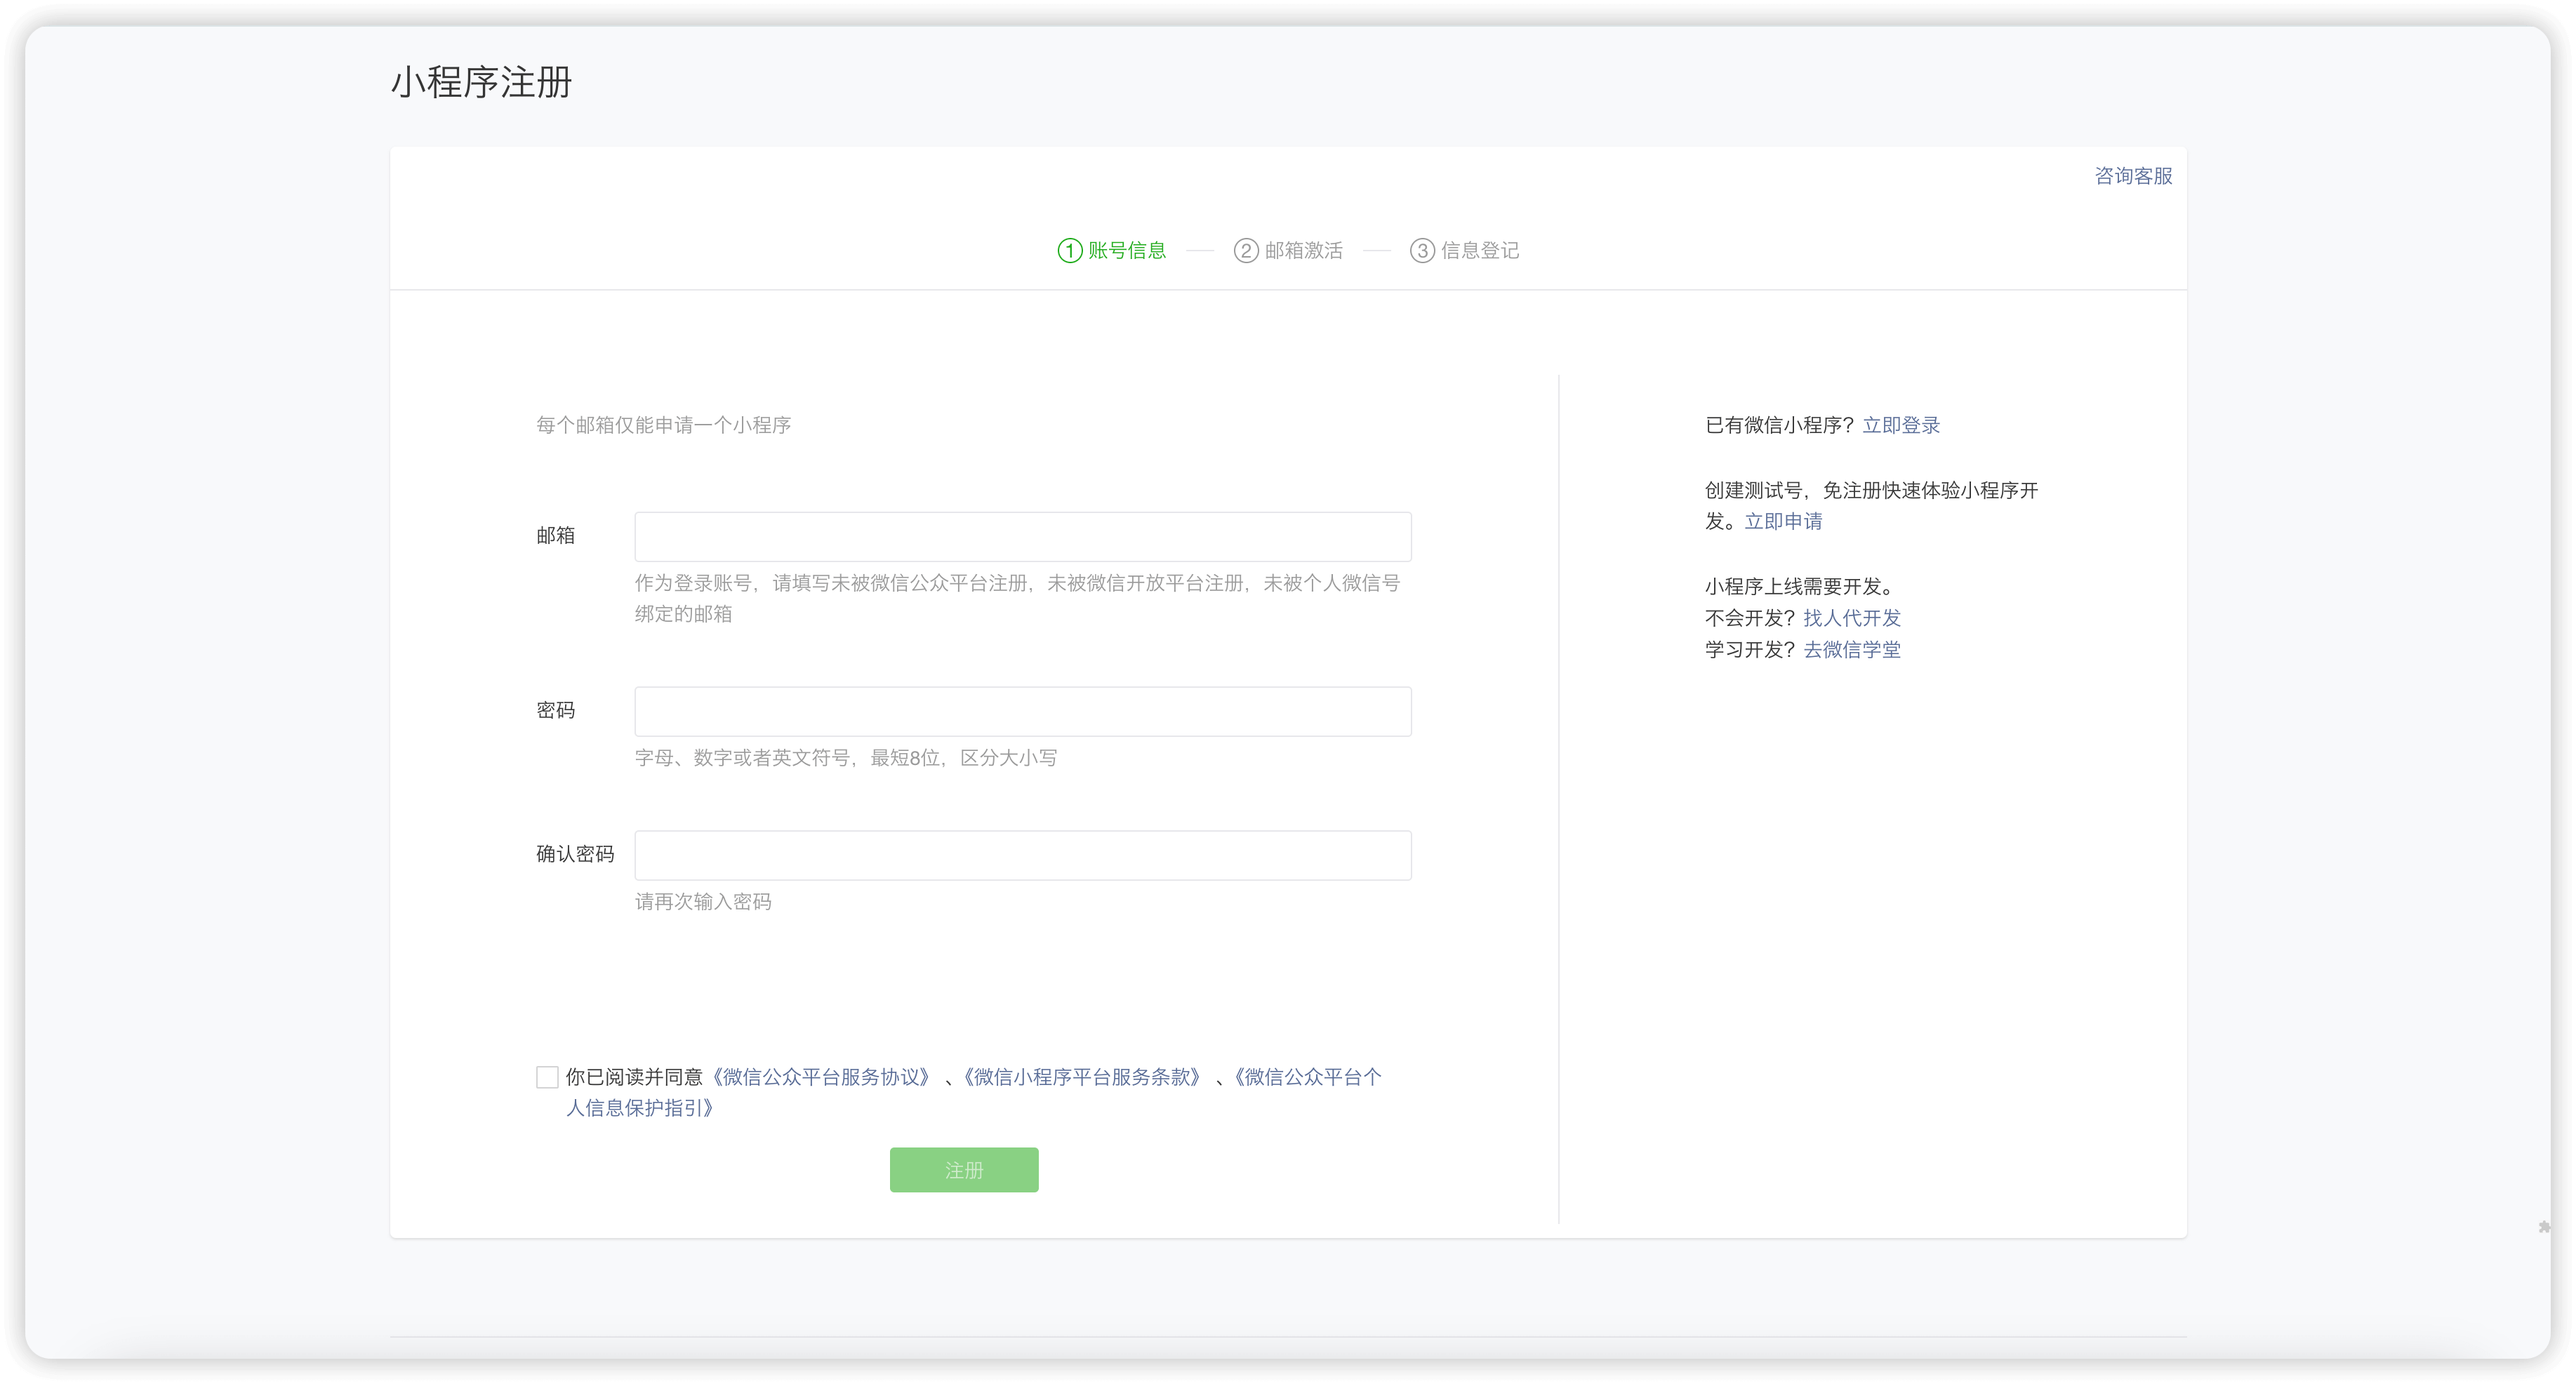 小程序注册
咨询客服
1 账号信息
2 邮箱激活
3 信息登记
每个邮箱仅能申请一个小程序
邮箱
作为登录账号，请填写未被微信公众平台注册，未被微信开放平台注册，未被个人微信号
绑定的邮箱
密码
字母、数字或者英文符号，最短8位，区分大小写
确认密码
请再次输入密码
你已阅读并同意《微信公众平台服务协议》、《微信小程序平台服务条款》、《微信公众平台个
人信息保护指引》
注册
已有微信小程序？立即登录
创建测试号，免注册快速体验小程序开
发。立即申请
小程序上线需要开发。
不会开发？找人代开发
学习开发？去微信学堂